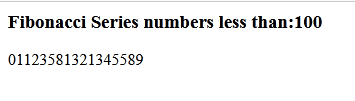 Fibonacci Series numbers less than:100
01123581321345589